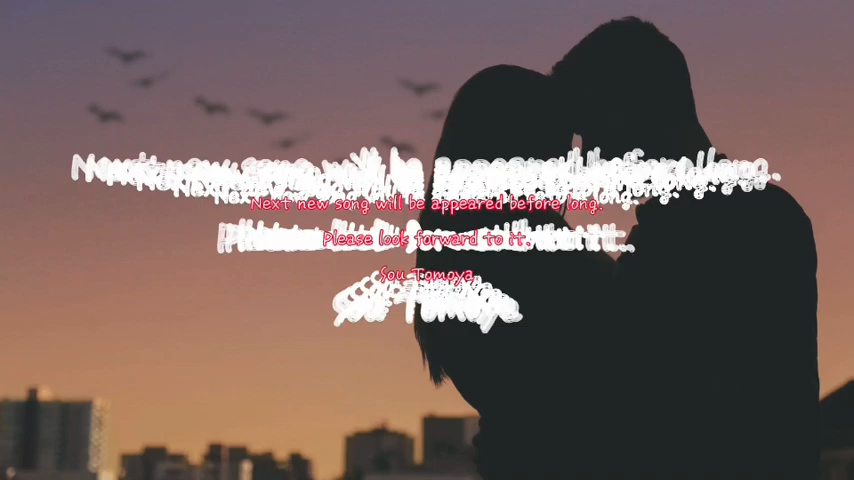 Next new song will be appeared before long.
Please look forward to it.
Sou Tomoya